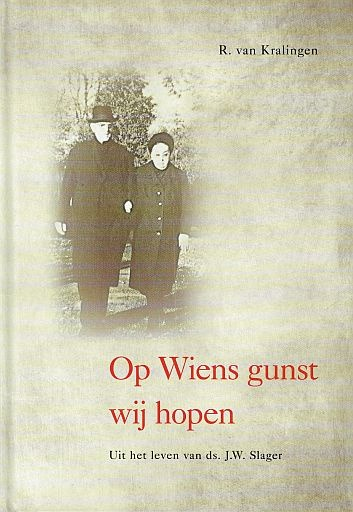 R. van Kralingen
Op Wiens gunst
wij hopen
Uit het leven van ds. J.W. Slager